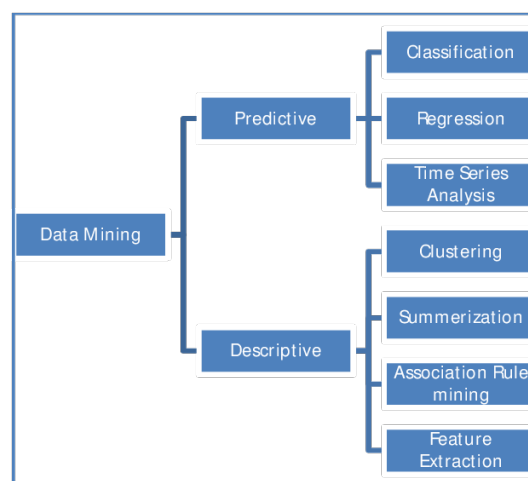 Classification
Predictive
Regression
Time Series
Analysis
Data Mining
Clustering
Summerization
Descriptive
Association Rule
mining
Feature
Extraction